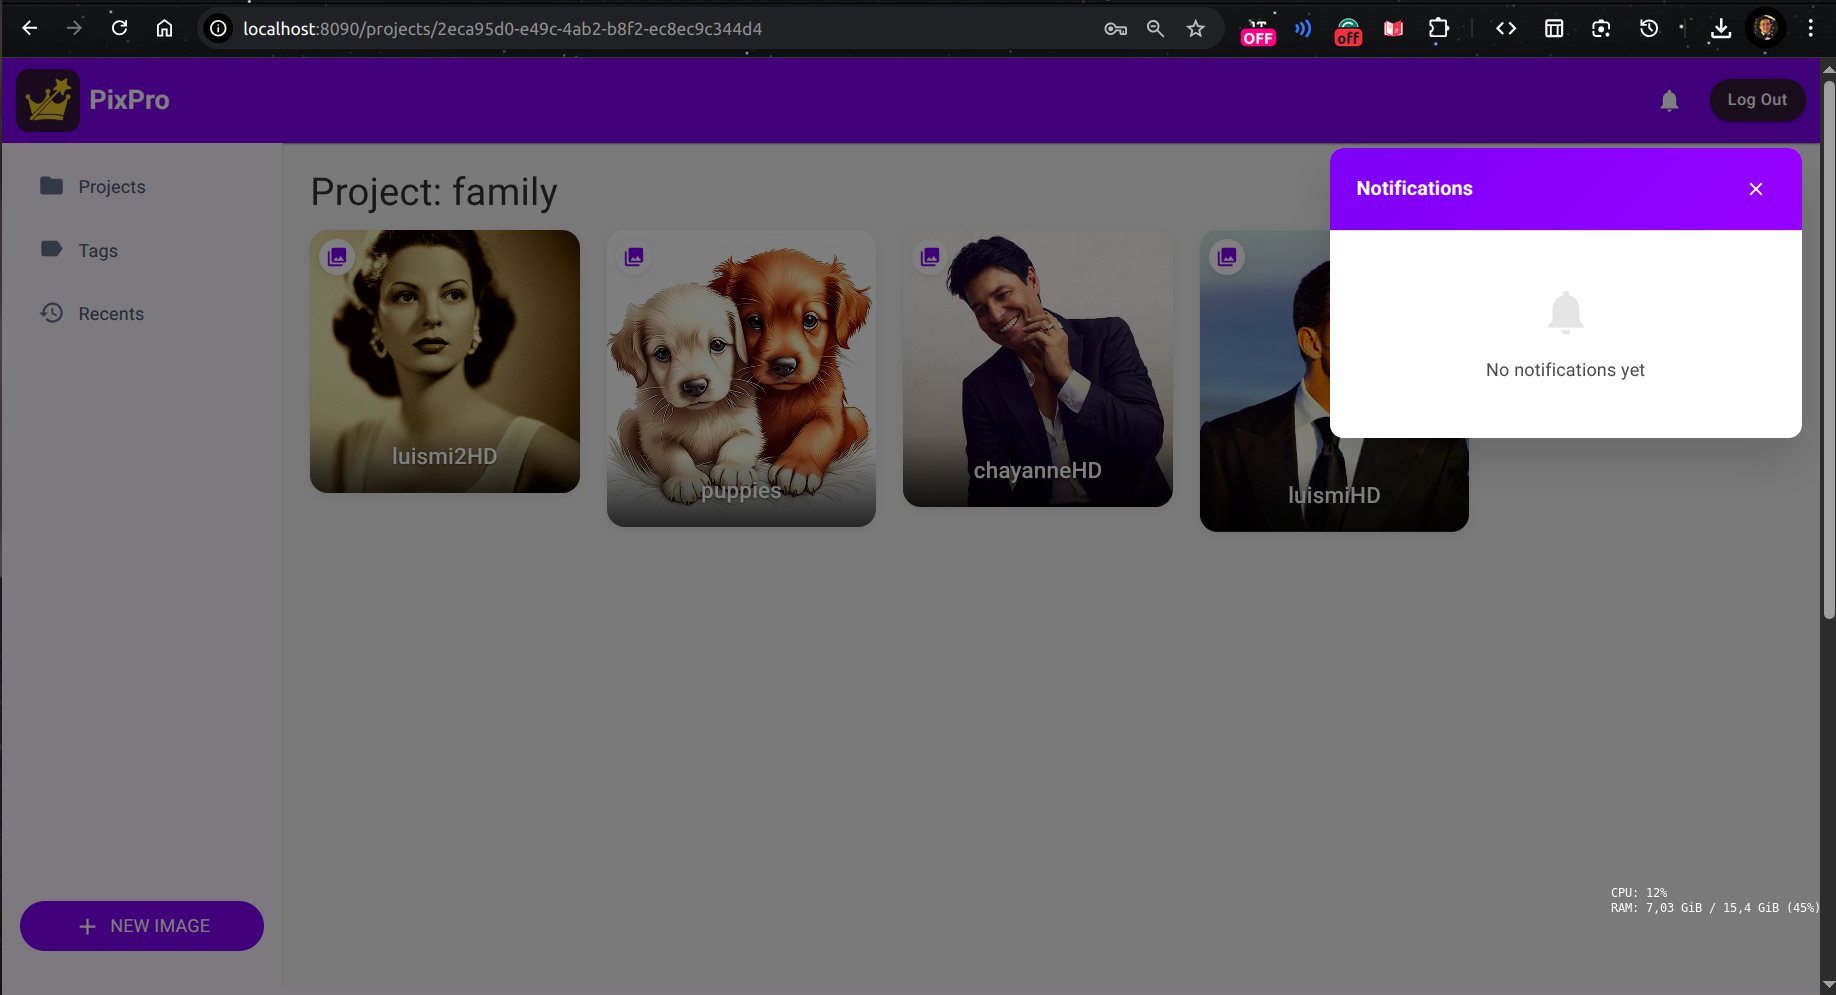 localhost:8090/projects/2eca95d0-e49c-4ab2-b8f2-ec8ec9c344d4
OFF
off
PixPro
Log Out
Projects
Tags
Recents
Project: family
Notifications
No notifications yet
luismi2HD
puppies
chayanneHD
luismiHD
CPU: 12%
RAM: 7,03 GiB / 15,4 GiB (45%)
NEW IMAGE